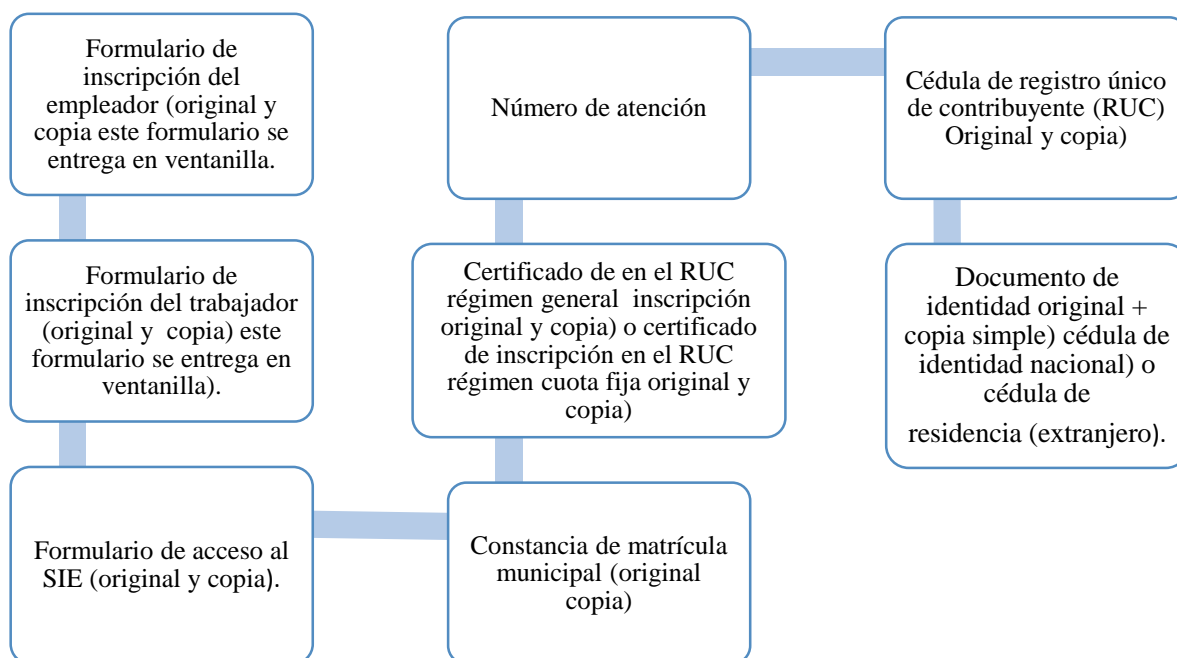 Formulario de
inscripción del
empleador (original y
copia este formulario se
entrega en ventanilla.
Formulario de
inscripción del trabajador
(original y copia) este
formulario se entrega en
ventanilla).
Formulario de acceso al
SIE (original y copia).
Constancia de matrícula
municipal (original
copia)
Certificado de en el RUC
régimen general inscripción
original y copia) o certificado
de inscripción en el RUC
régimen cuota fija original y
copia)
Número de atención
Cédula de registro único
de contribuyente (RUC)
Original y copia)
Documento de
identidad original +
copia simple) cédula de
identidad nacional) o
cédula de
residencia (extranjero).